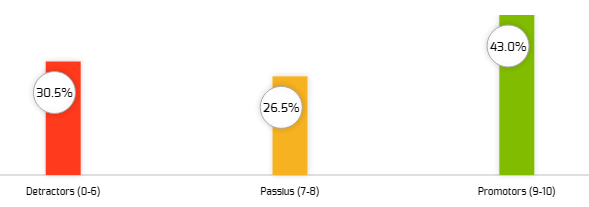 43.0%
30.5%
26.5%
Detractors (0-6)
Passius (7-8)
Promotors (9-10)